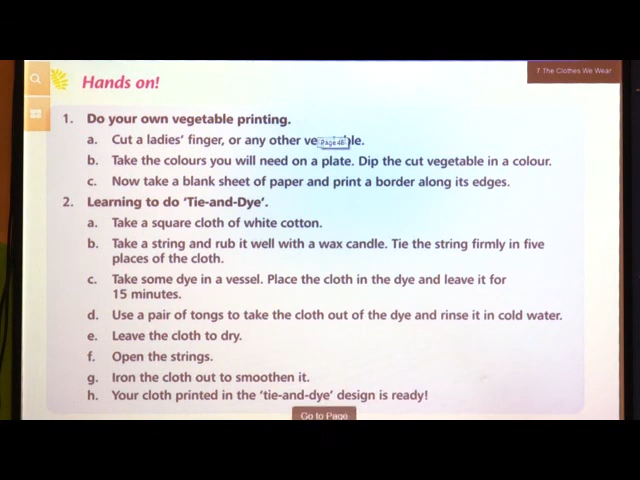 7 The Clothes We Wear
Hands on!
1. Do your own vegetable printing.
a. Cut a ladies' finger, or any other ve le.
Page 48
b. Take the colours you will need on a plate. Dip the cut vegetable in a colour.
c. Now take a blank sheet of paper and print a border along its edges.
2. Learning to do 'Tie-and-Dye'.
a. Take a square cloth of white cotton.
b. Take a string and rub it well with a wax candle. Tie the string firmly in five
places of the cloth.
c. Take some dye in a vessel. Place the cloth in the dye and leave it for
15 minutes.
d. Use a pair of tongs to take the cloth out of the dye and rinse it in cold water.
e. Leave the cloth to dry.
f. Open the strings.
g. Iron the cloth out to smoothen it.
h. Your cloth printed in the 'tie-and-dye' design is ready!
Go to Page